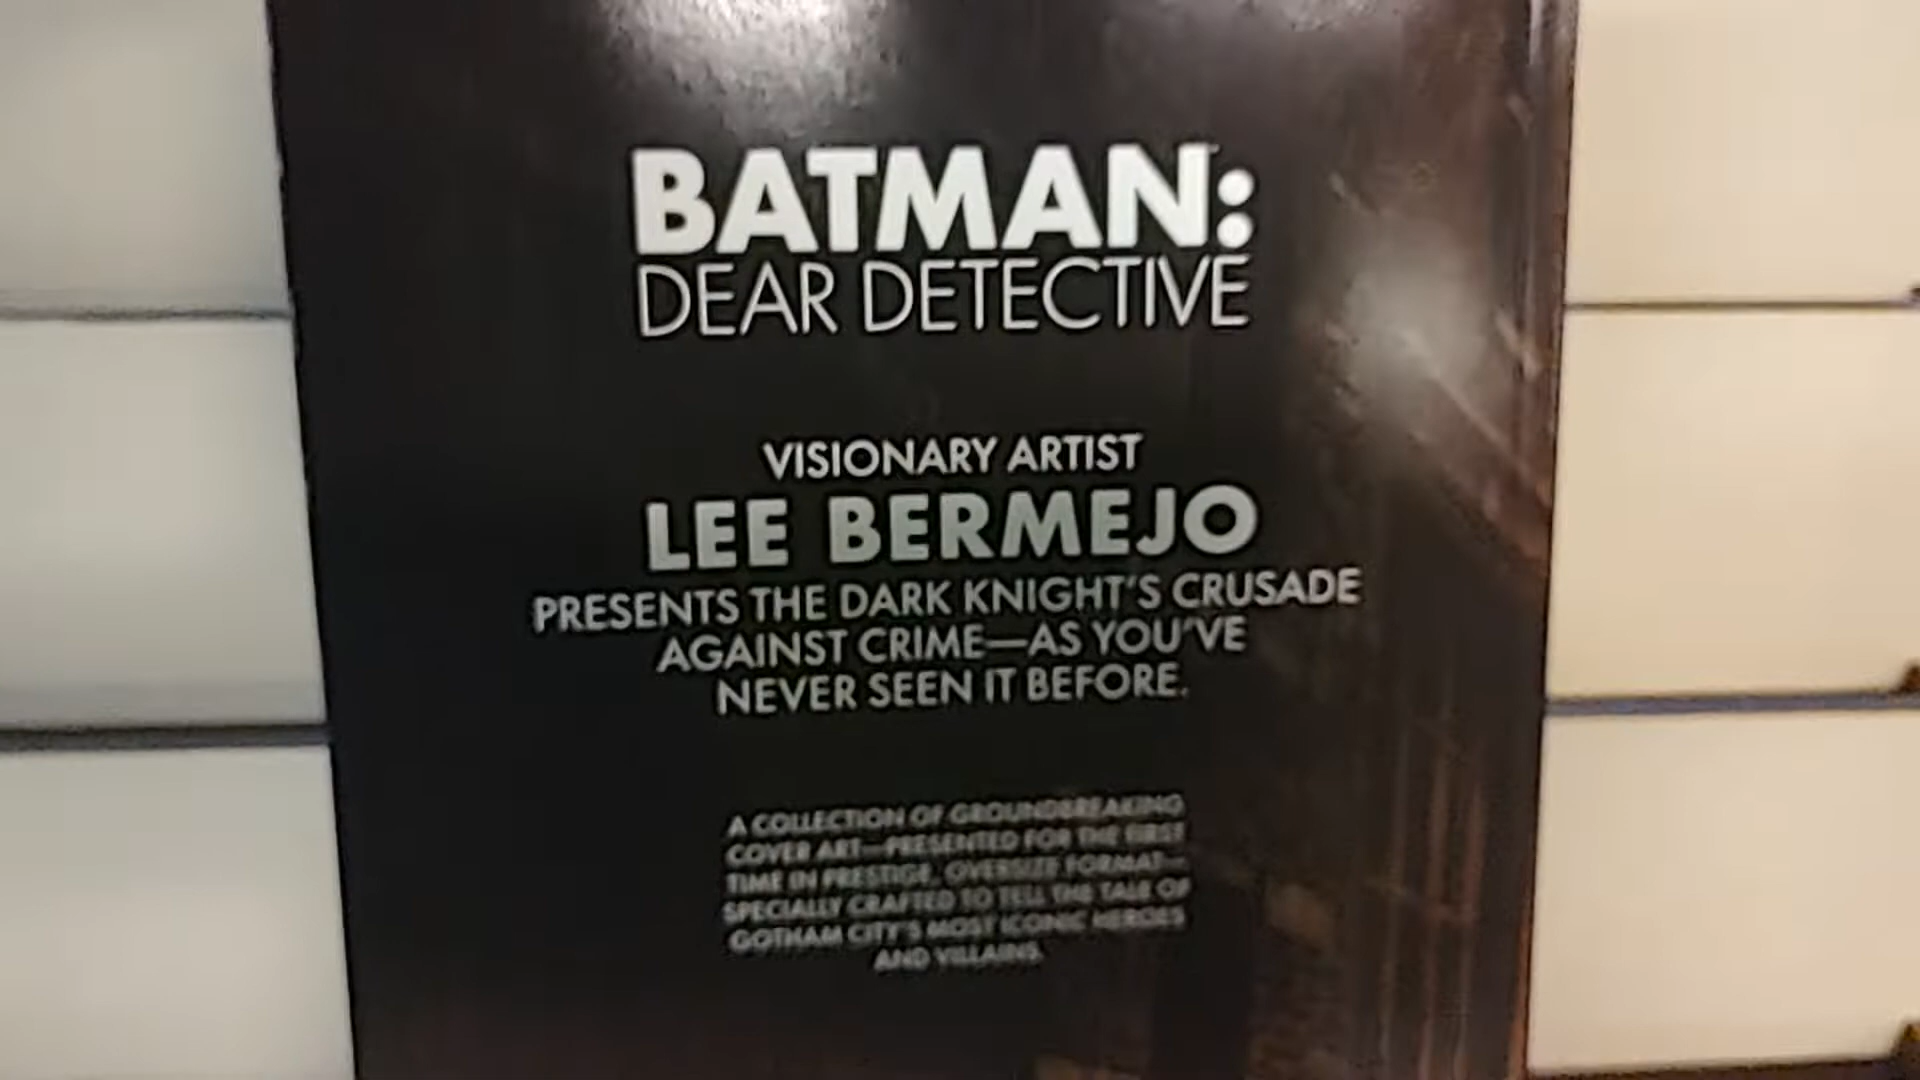 BATMAN:
DEAR DETECTIVE
VISIONARY ARTIST
LEE BERMEJO
PRESENTS THE DARK KNIGHT'S CRUSADE
AGAINST CRIME—AS YOU'VE
NEVER SEEN IT BEFORE.
A COLLECTION OF GROUNDBREAKING
COVER ART—PRESENTED FOR THE FIRST
TIME IN PRESTIGE, OVERSIZE FORMAT—
SPECIALLY CRAFTED TO TELL THE TALE OF
GOTHAM CITY'S MOST ICONIC HEROES
AND VILLAINS.